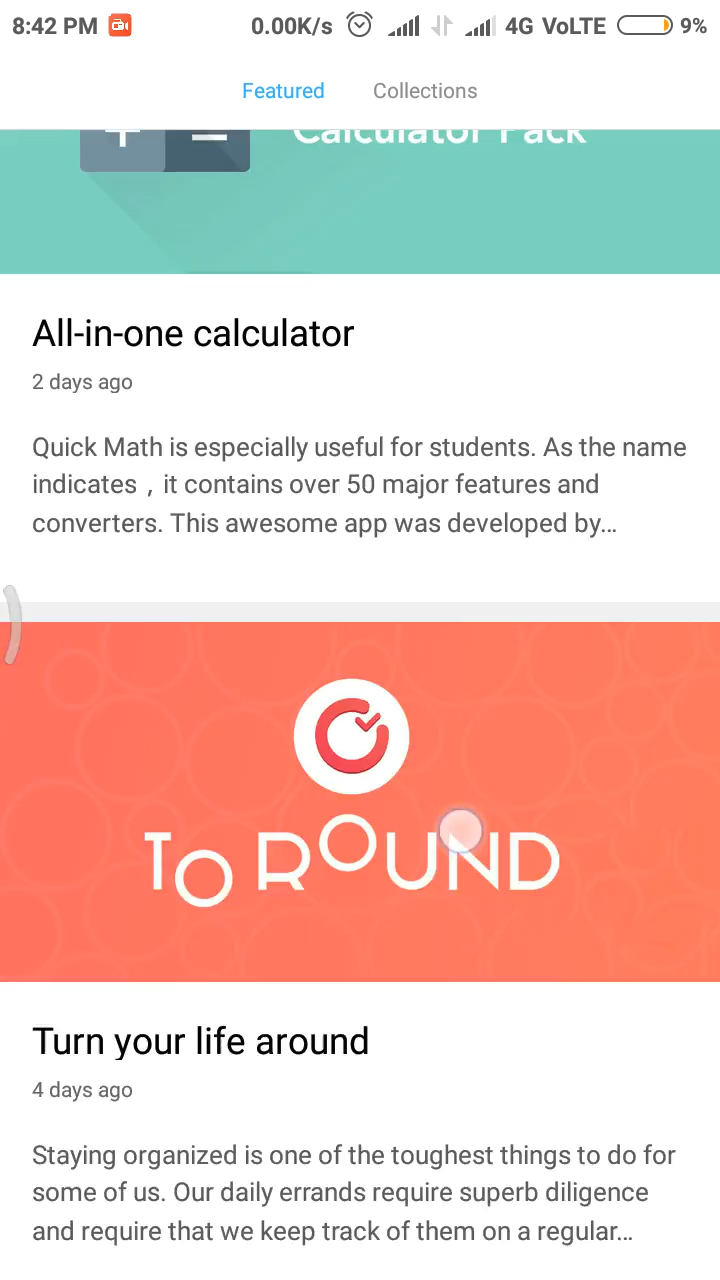 8:42 PM 0.00K/s 4G VoLTE 9%
Featured Collections
Calculator Pack
All-in-one calculator
2 days ago
Quick Math is especially useful for students. As the name
indicates , it contains over 50 major features and
converters. This awesome app was developed by...
TO ROUND
Turn your life around
4 days ago
Staying organized is one of the toughest things to do for
some of us. Our daily errands require superb diligence
and require that we keep track of them on a regular...